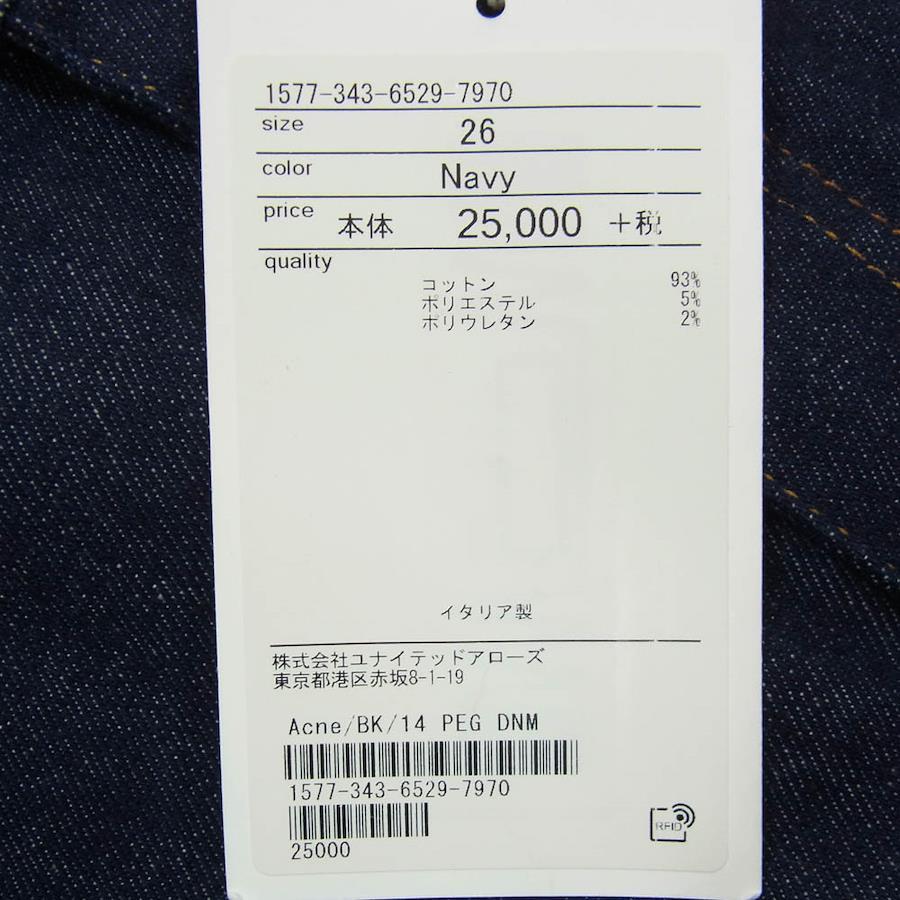 1577-343-6529-7970
size 26
color Navy
price 本体 25,000 +税
quality
コットン 93%
ポリエステル 5%
ポリウレタン 2%
イタリア製
株式会社ユナイテッドアローズ
東京都港区赤坂8-1-19
Acne/BK/14 PEG DNM
1577-343-6529-7970
25000
RFID